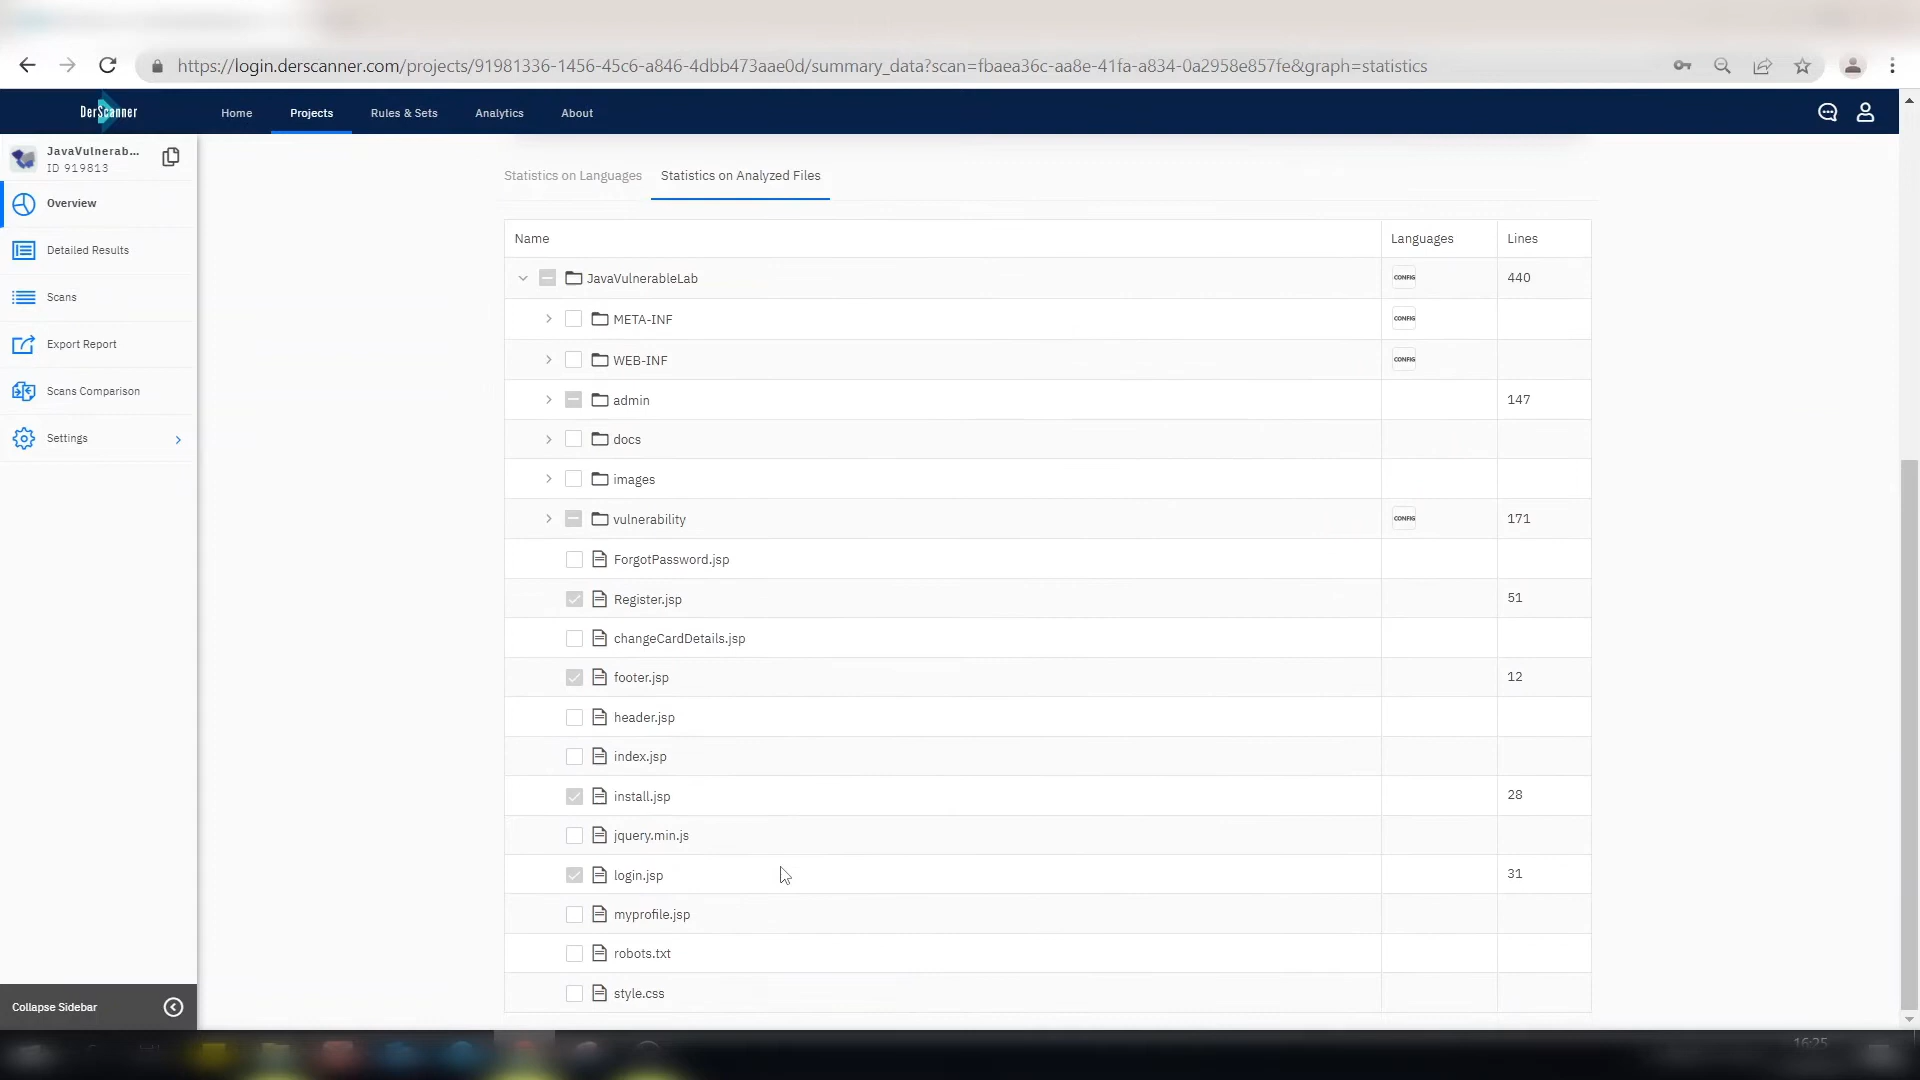 https://login.derscanner.com/projects/91981336-1456-45c6-a846-4dbb473aae0d/summary_data?scan=fbaea36c-aa8e-41fa-a834-0a2958e857fe&graph=statistics
DerScanner Home Projects Rules & Sets Analytics About
JavaVulnerab...
ID 919813
Overview
Detailed Results
Scans
Export Report
Scans Comparison
Settings
Collapse Sidebar
Statistics on Languages Statistics on Analyzed Files
Name Languages Lines
JavaVulnerableLab CONFIG 440
META-INF CONFIG
WEB-INF CONFIG
admin 147
docs
images
vulnerability CONFIG 171
ForgotPassword.jsp
Register.jsp 51
changeCardDetails.jsp
footer.jsp 12
header.jsp
index.jsp
install.jsp 28
jquery.min.js
login.jsp 31
myprofile.jsp
robots.txt
style.css
16:25